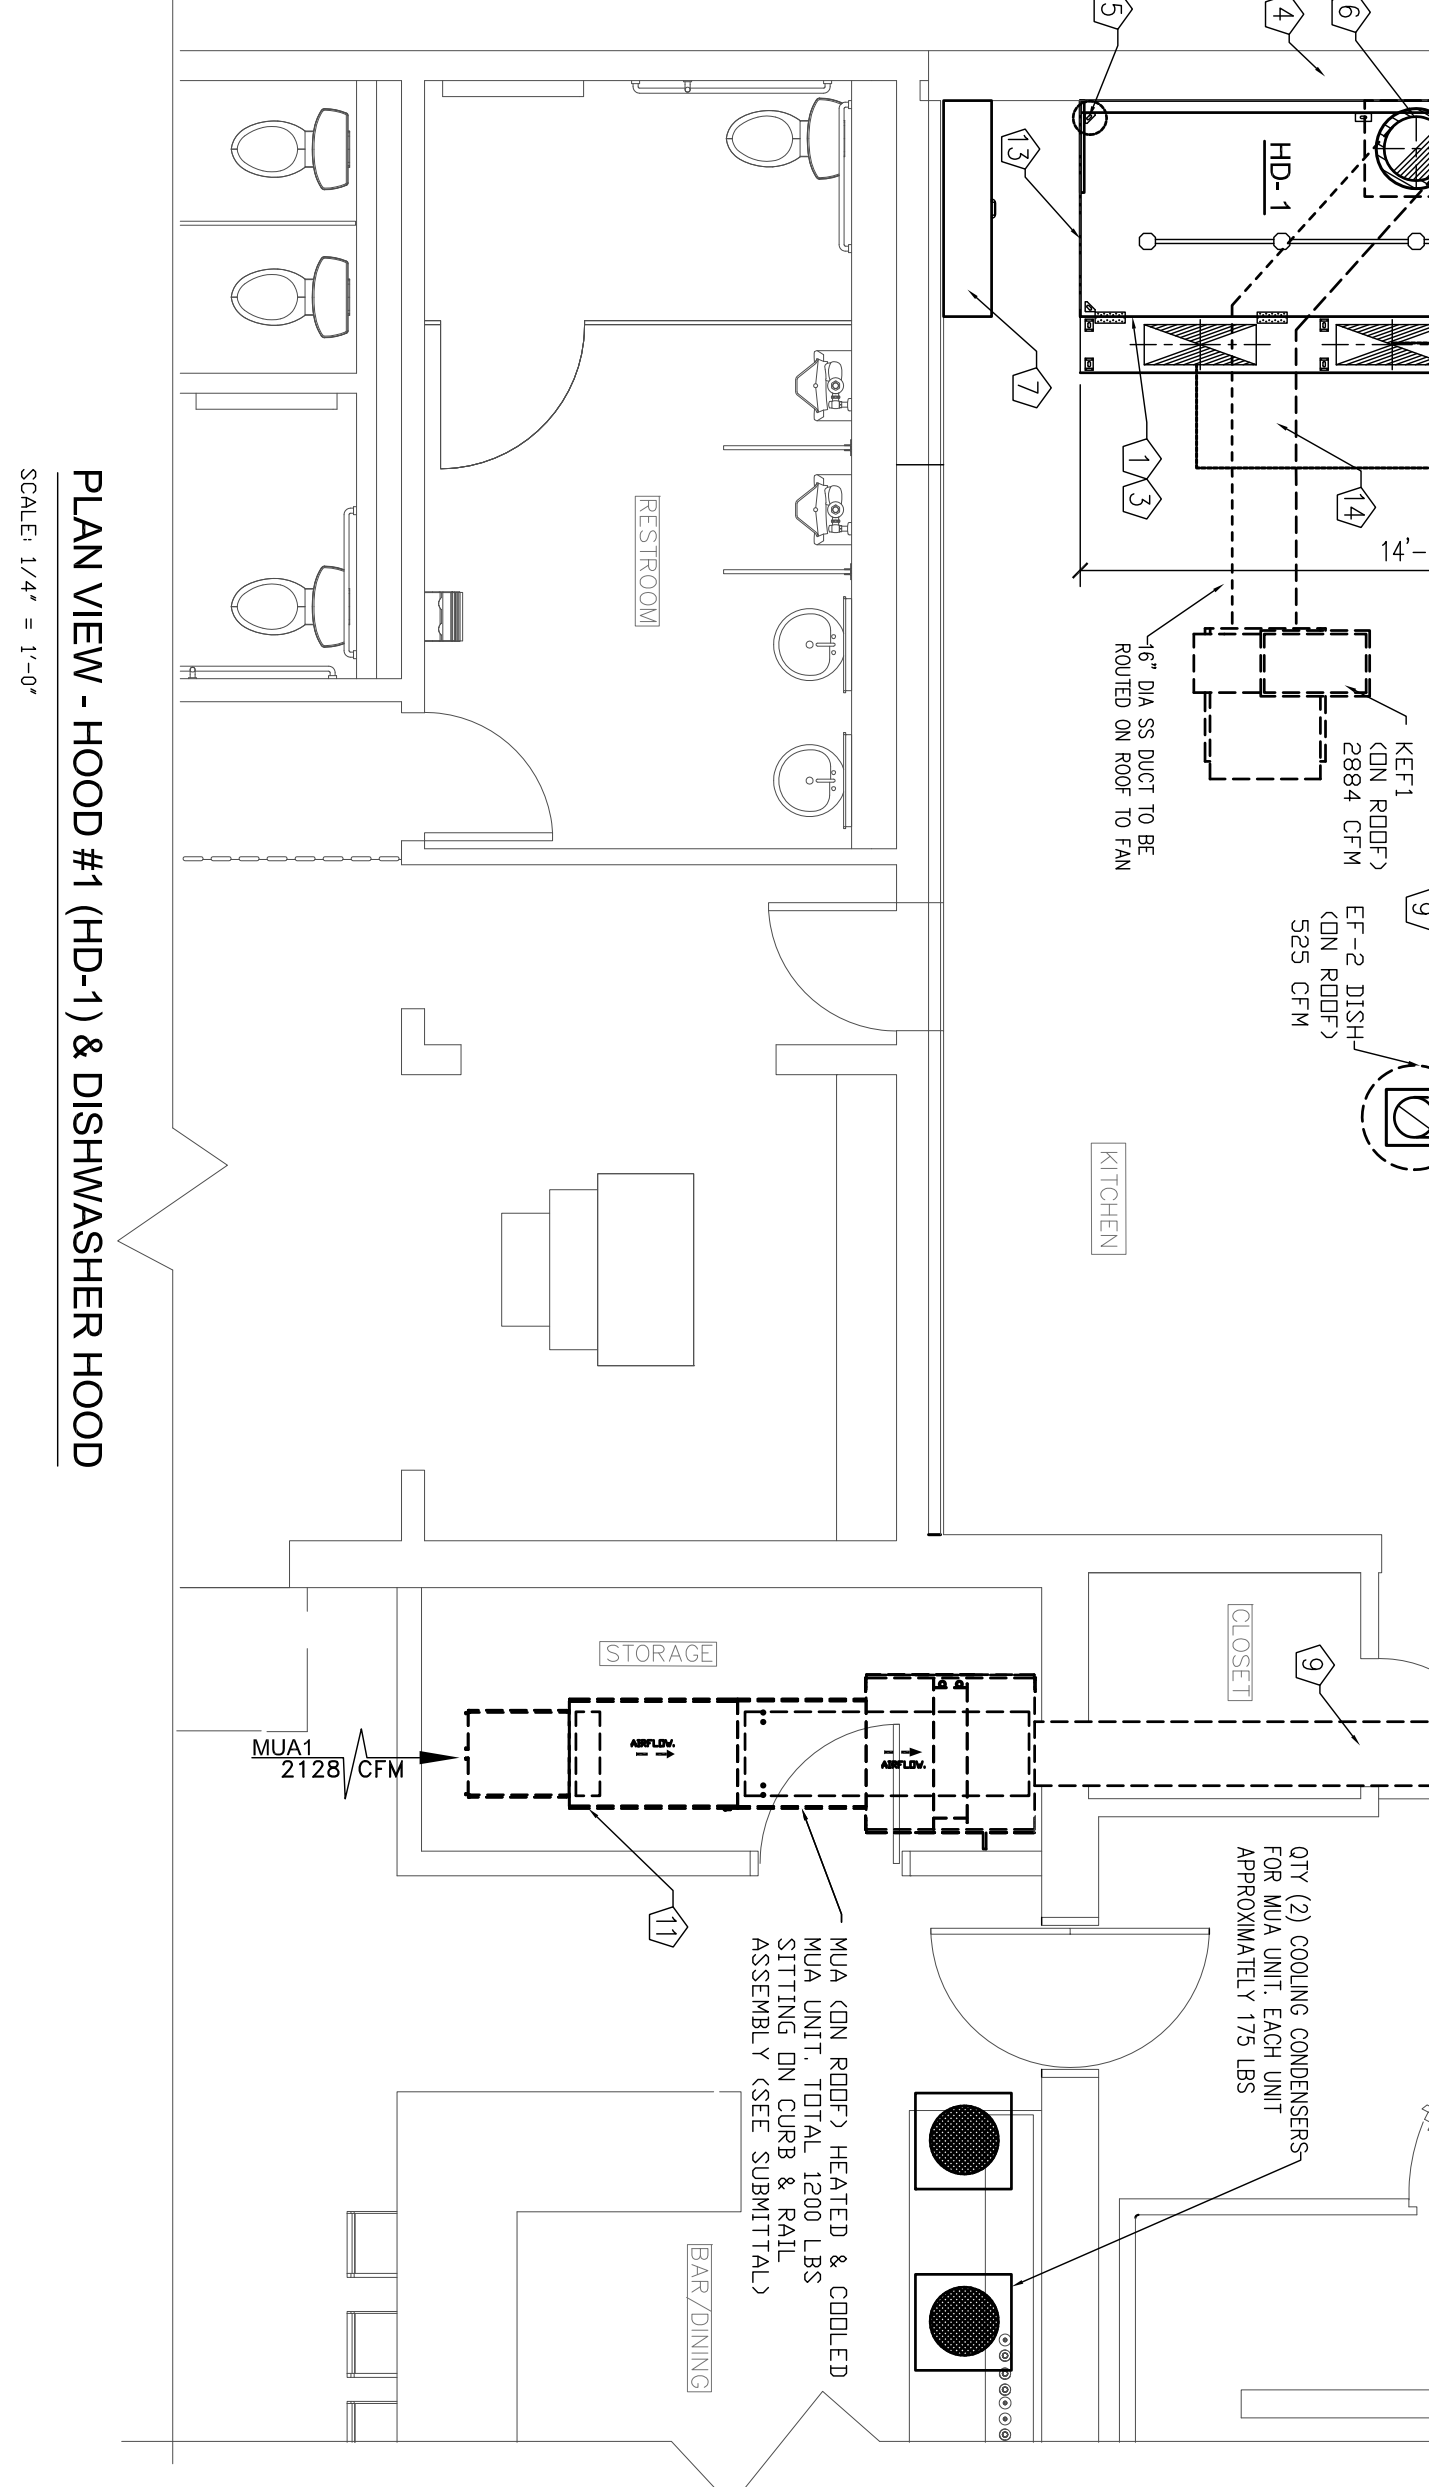 5
4
6
HD-1
13
7
1
3
14
14'-
16" DIA SS DUCT TO BE
ROUTED ON ROOF TO FAN
KEF1
(ON ROOF)
2884 CFM
9
EF-2 DISH
(ON ROOF)
525 CFM
RESTROOM
KITCHEN
CLOSET
9
STORAGE
AIRFLOW.
AIRFLOW.
MUA1
2128 CFM
11
QTY (2) COOLING CONDENSERS
FOR MUA UNIT. EACH UNIT
APPROXIMATELY 175 LBS
MUA (ON ROOF) HEATED & COOLED
MUA UNIT. TOTAL 1200 LBS
SITTING ON CURB & RAIL
ASSEMBLY (SEE SUBMITTAL)
BAR/DINING
PLAN VIEW - HOOD #1 (HD-1) & DISHWASHER HOOD
SCALE: 1/4" = 1'-0"